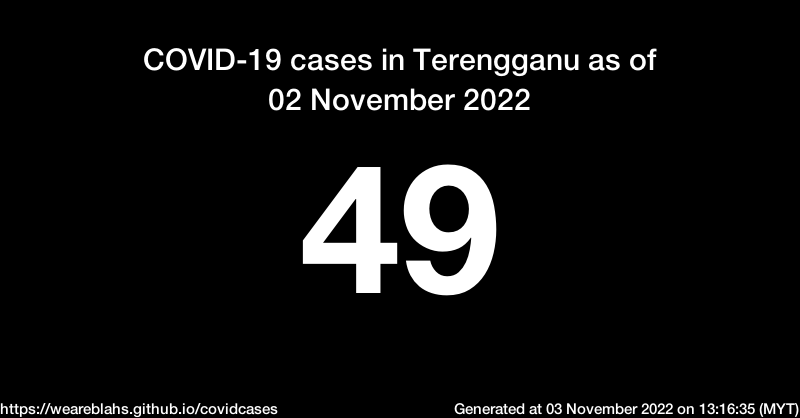 COVID-19 cases in Terengganu as of
02 November 2022
49
https://weareblahs.github.io/covidcases
Generated at 03 November 2022 on 13:16:35 (MYT)